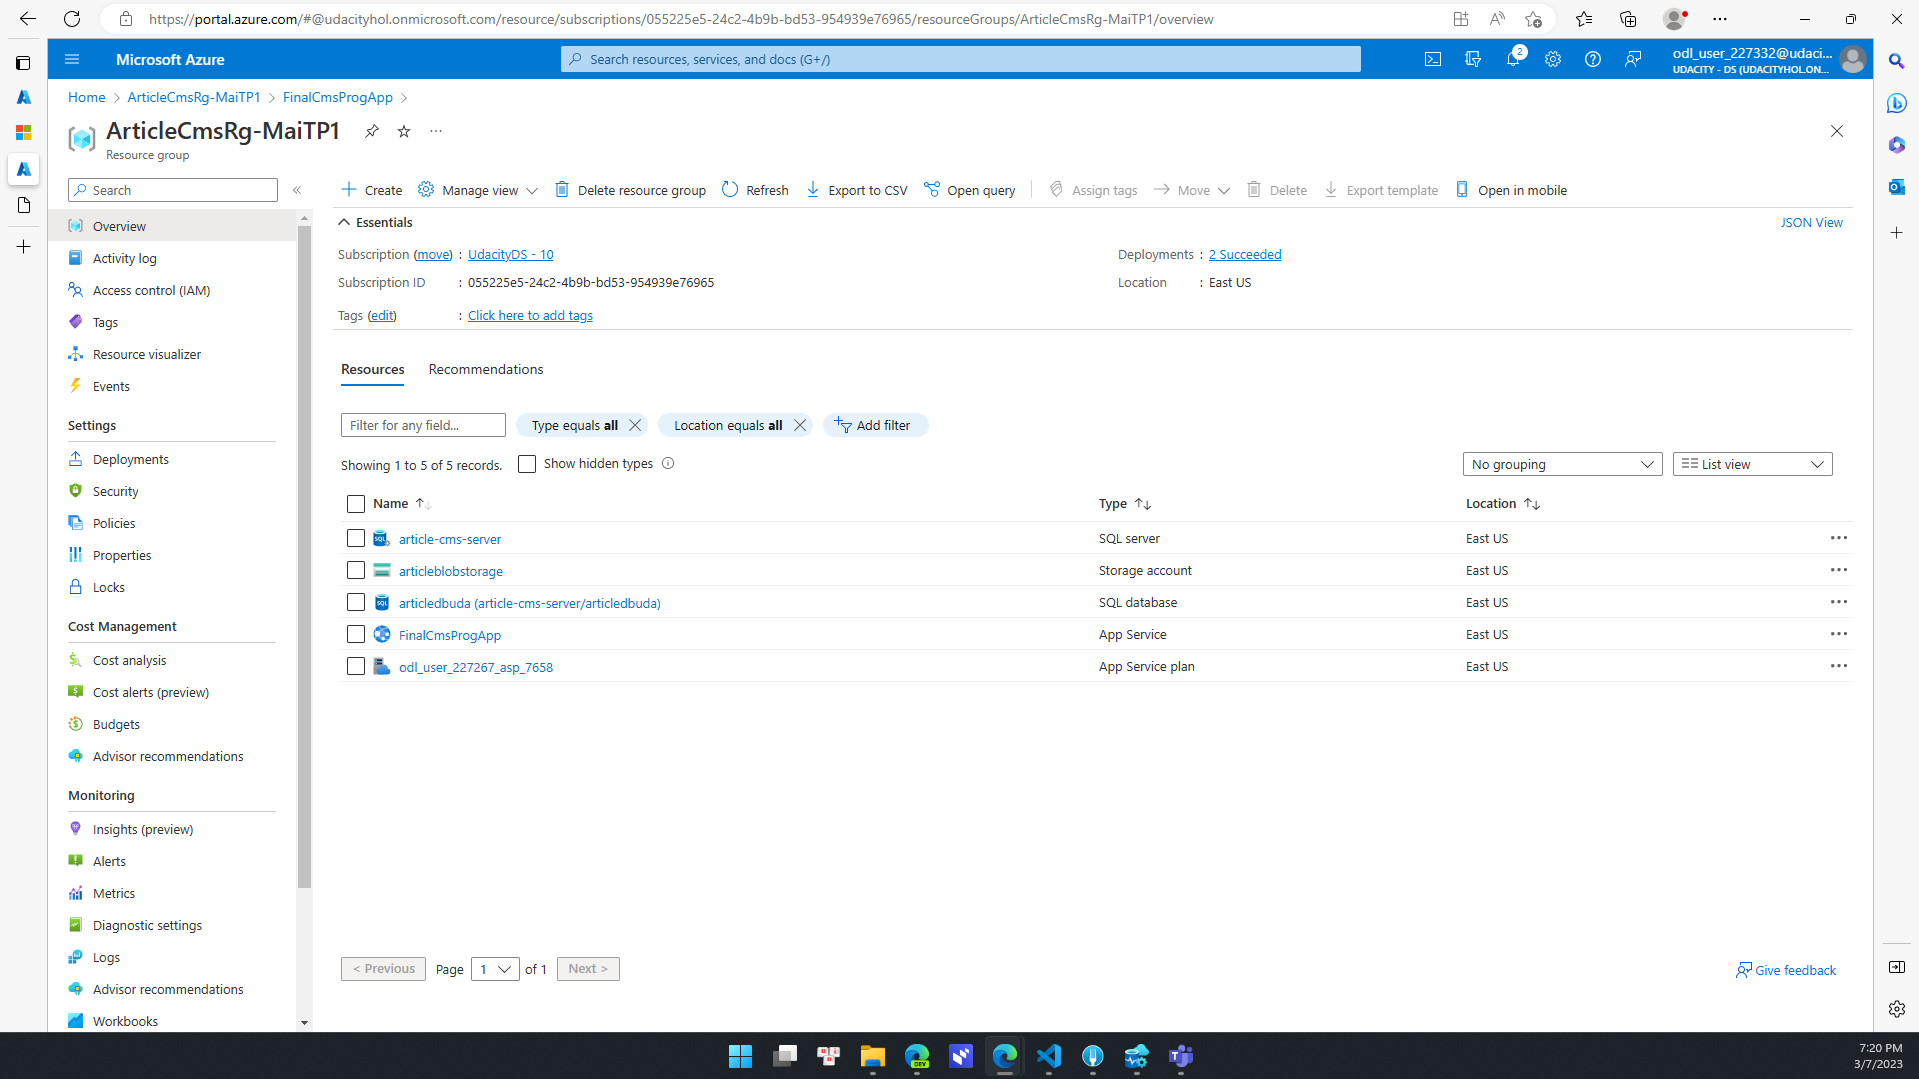 https://portal.azure.com/#@udacityhol.onmicrosoft.com/resource/subscriptions/055225e5-24c2-4b9b-bd53-954939e76965/resourceGroups/ArticleCmsRg-MaiTP1/overview
Microsoft Azure
Search resources, services, and docs (G+/)
2
odl_user_227332@udaci...
UDACITY - DS (UDACITYHOL.ON...
Home > ArticleCmsRg-MaiTP1 > FinalCmsProgApp >
ArticleCmsRg-MaiTP1
Resource group
Search
Create
Manage view
Delete resource group
Refresh
Export to CSV
Open query
Assign tags
Move
Delete
Export template
Open in mobile
Essentials
JSON View
Subscription (move) : UdacityDS - 10
Deployments : 2 Succeeded
Subscription ID : 055225e5-24c2-4b9b-bd53-954939e76965
Location : East US
Tags (edit) : Click here to add tags
Overview
Activity log
Access control (IAM)
Tags
Resource visualizer
Events
Settings
Deployments
Security
Policies
Properties
Locks
Cost Management
Cost analysis
Cost alerts (preview)
Budgets
Advisor recommendations
Monitoring
Insights (preview)
Alerts
Metrics
Diagnostic settings
Logs
Advisor recommendations
Workbooks
Resources
Recommendations
Filter for any field...
Type equals all
Location equals all
Add filter
Showing 1 to 5 of 5 records.
Show hidden types
No grouping
List view
Name Type Location
article-cms-server SQL server East US
articleblobstorage Storage account East US
articledbuda (article-cms-server/articledbuda) SQL database East US
FinalCmsProgApp App Service East US
odl_user_227267_asp_7658 App Service plan East US
< Previous Page 1 of 1 Next >
Give feedback
DEV
7:20 PM
3/7/2023